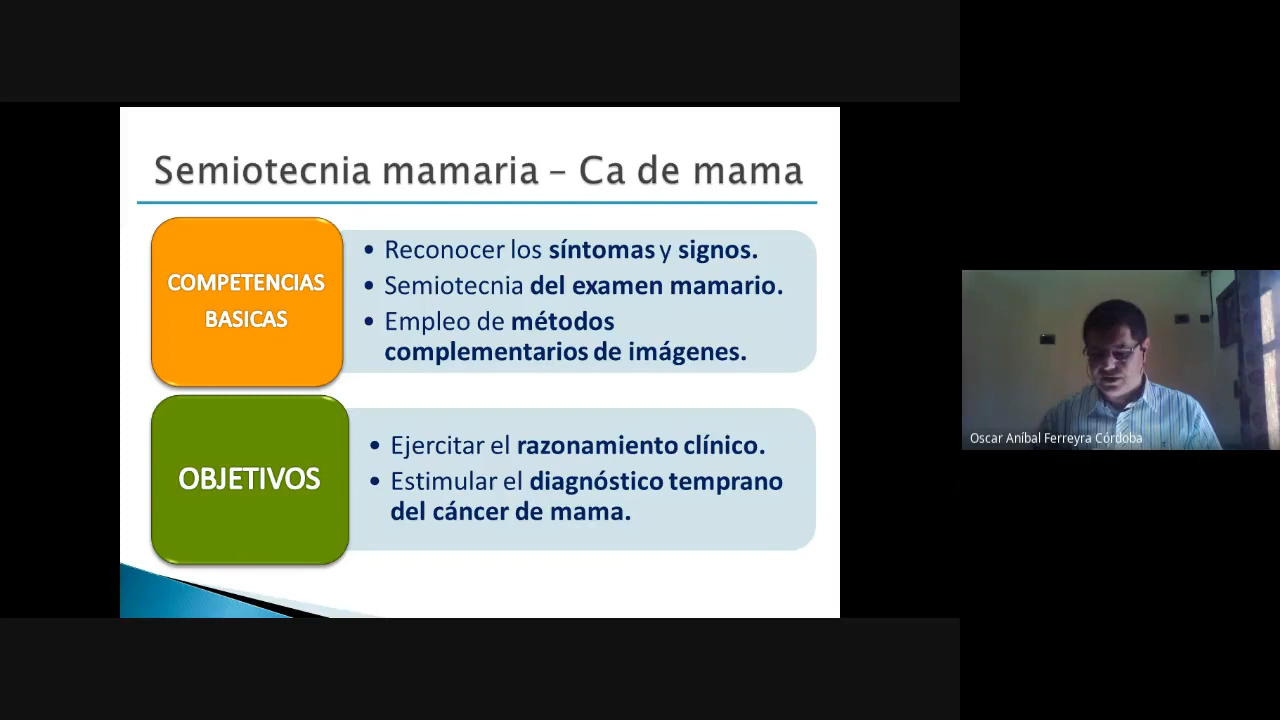 Semiotecnia mamaria – Ca de mama
COMPETENCIAS
BASICAS
• Reconocer los síntomas y signos.
• Semiotecnia del examen mamario.
• Empleo de métodos
complementarios de imágenes.
OBJETIVOS
• Ejercitar el razonamiento clínico.
• Estimular el diagnóstico temprano
del cáncer de mama.
Oscar Aníbal Ferreyra Córdoba